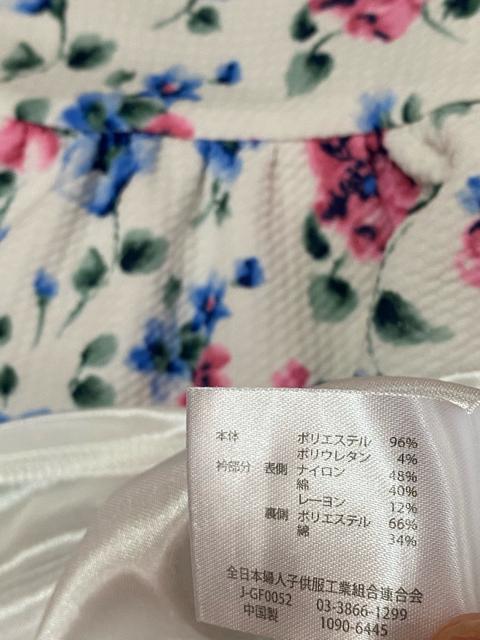 本体 ポリエステル 96%
ポリウレタン 4%
衿部分 表側 ナイロン 48%
綿 40%
レーヨン 12%
裏側 ポリエステル 66%
綿 34%
全日本婦人子供服工業組合連合会
J-GF0052 03-3866-1299
中国製 1090-6445